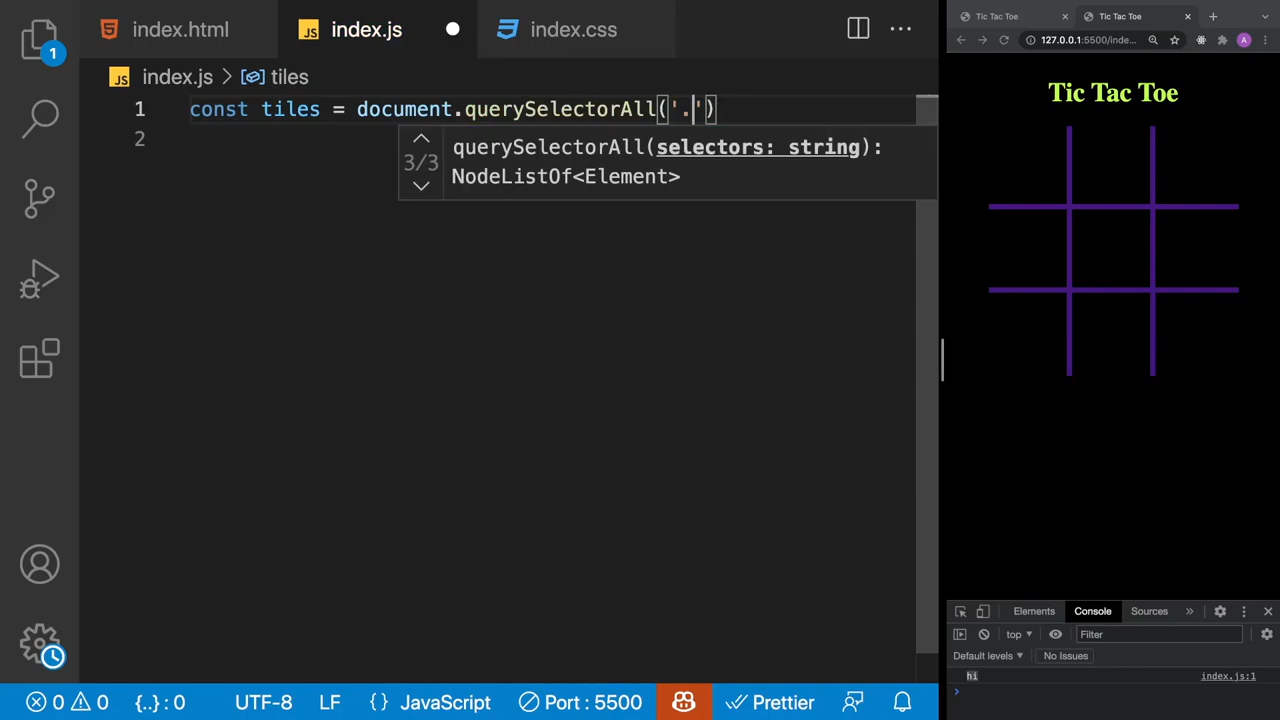 index.html
JS index.js
index.css
JS index.js > tiles
1 const tiles = document.querySelectorAll('.')
2
3/3 querySelectorAll(selectors: string):
NodeListOf<Element>
1
0 0 {..}: 0 UTF-8 LF {} JavaScript Port : 5500 Prettier
Tic Tac Toe
Tic Tac Toe
127.0.0.1:5500/inde...
A
Tic Tac Toe
Elements Console Sources »
top Filter
Default levels No Issues
hi index.js:1
>